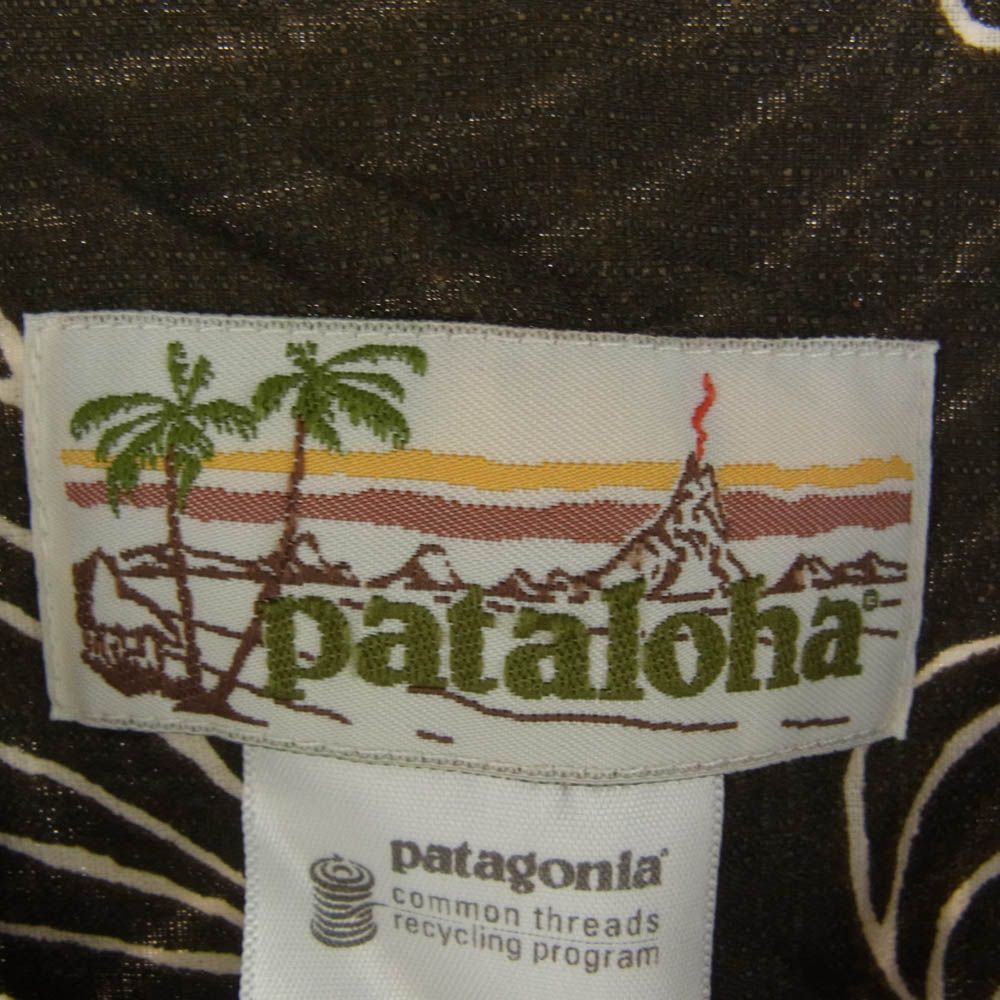 pataloha®
patagonia®
common threads
recycling program